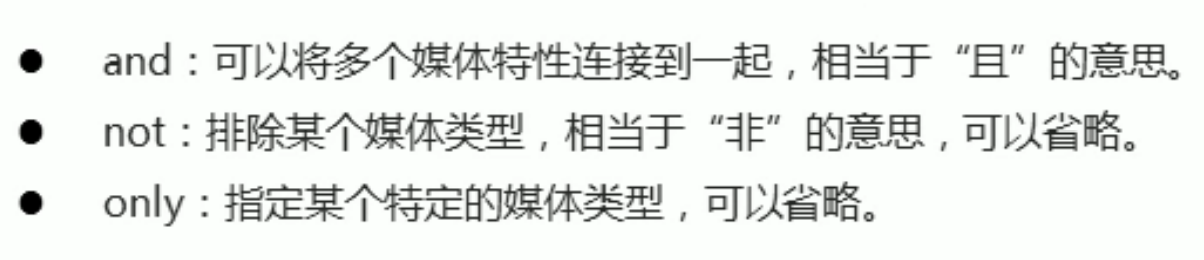 ● and：可以将多个媒体特性连接到一起，相当于“且”的意思。
● not：排除某个媒体类型，相当于“非”的意思，可以省略。
● only：指定某个特定的媒体类型，可以省略。